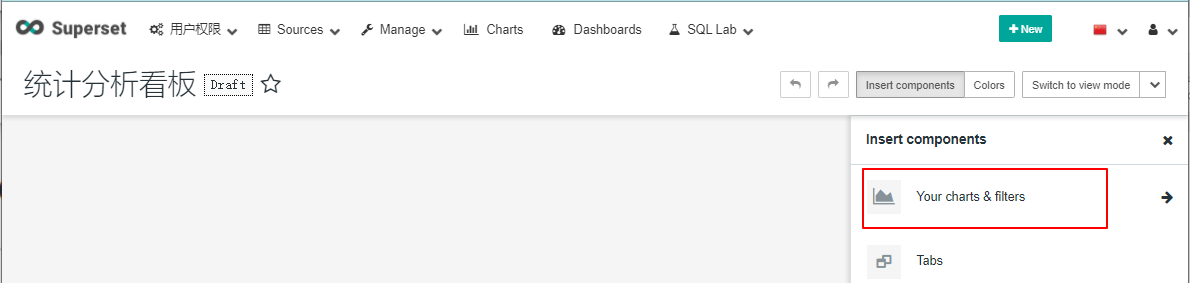 Superset 用户权限 Sources Manage Charts Dashboards SQL Lab + New
统计分析看板 Draft Insert components Colors Switch to view mode
Insert components ×
Your charts & filters
Tabs